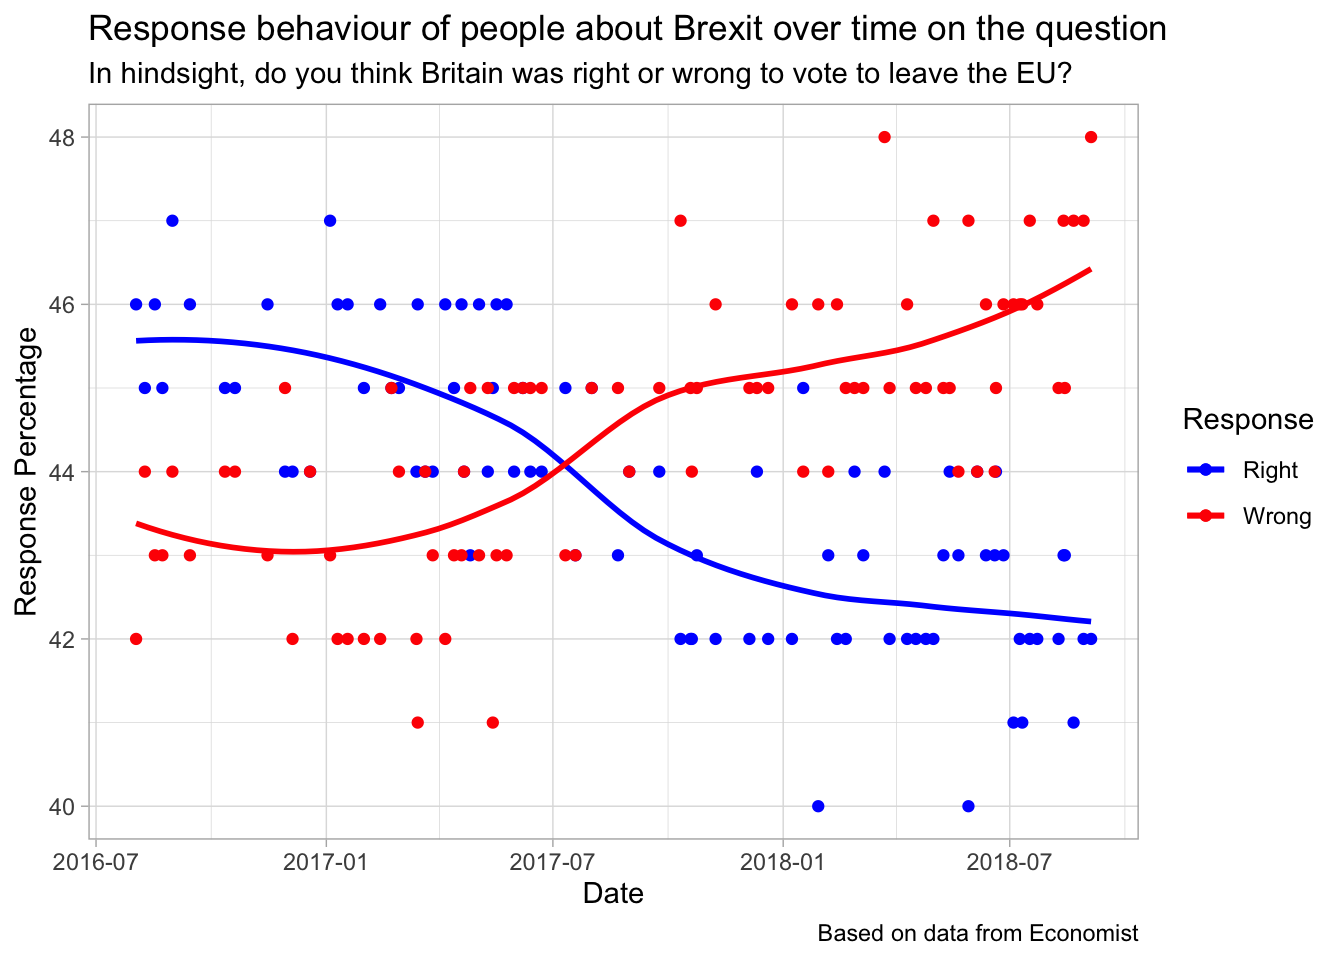 Response behaviour of people about Brexit over time on the question
In hindsight, do you think Britain was right or wrong to vote to leave the EU?
48
46
44
42
40
Response Percentage
2016-07
2017-01
2017-07
2018-01
2018-07
Date
Response
Right
Wrong
Based on data from Economist